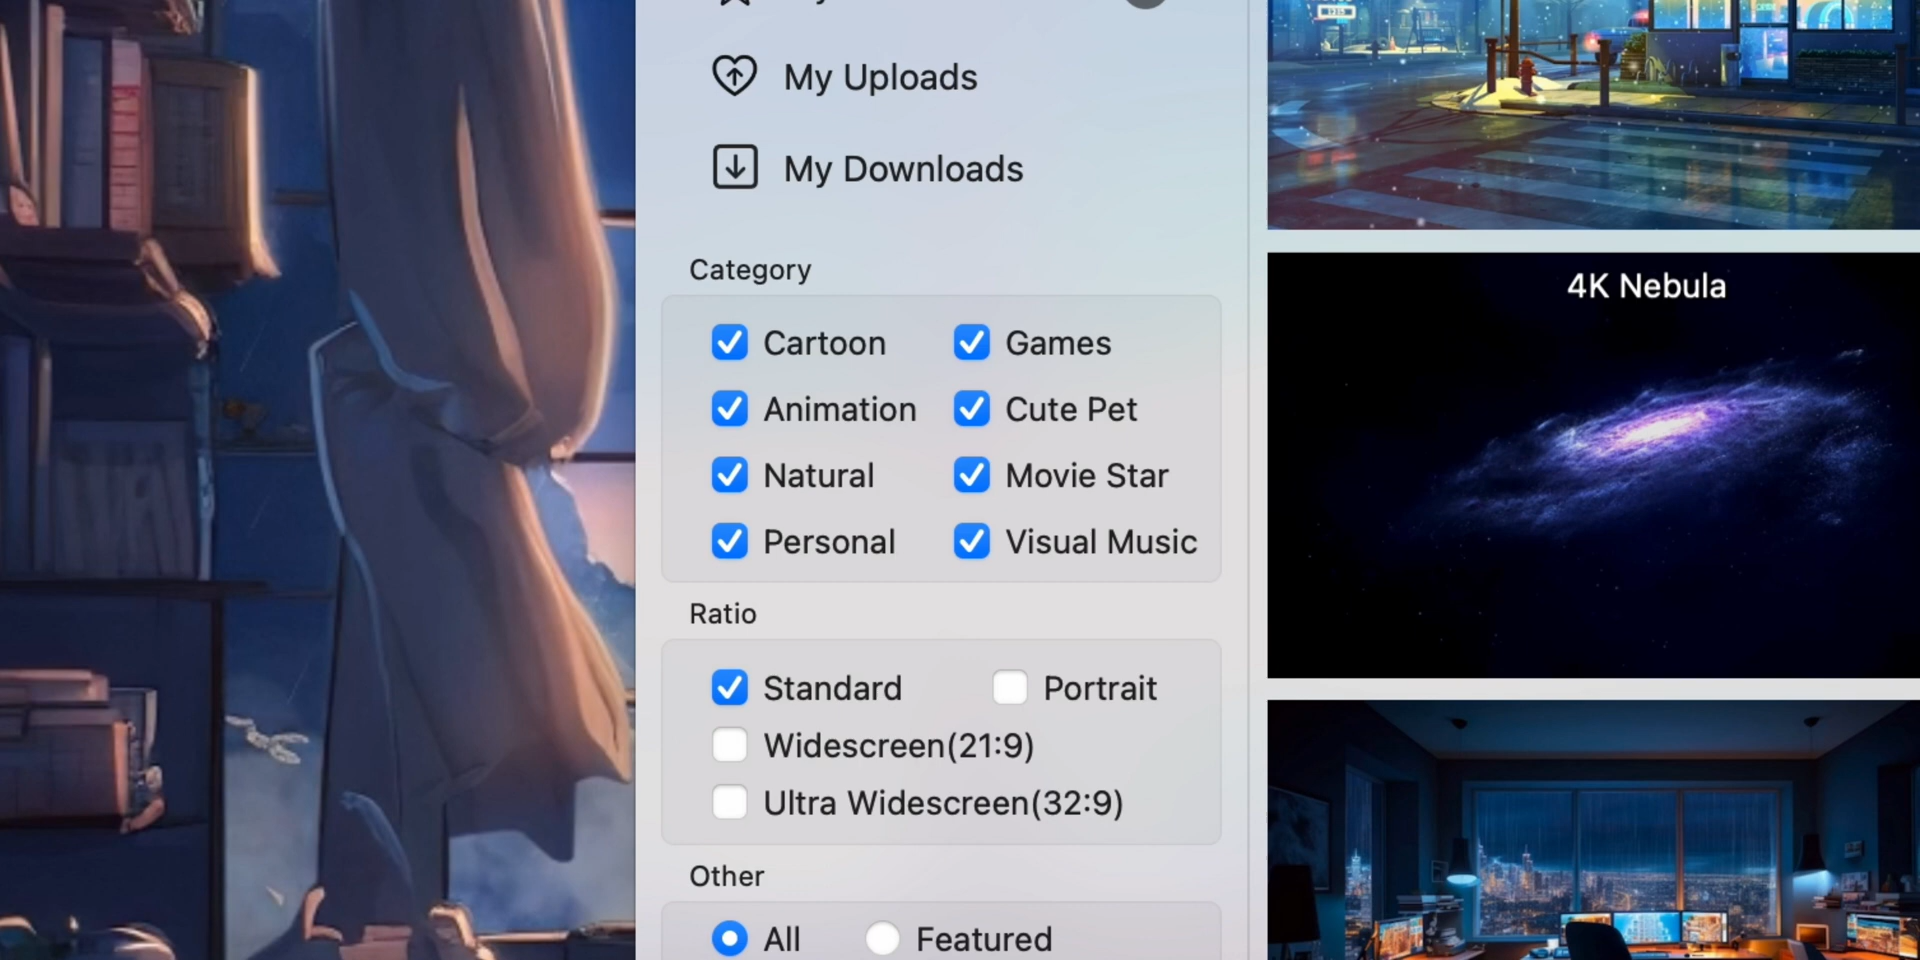 My Uploads
My Downloads
Category
Cartoon
Games
Animation
Cute Pet
Natural
Movie Star
Personal
Visual Music
Ratio
Standard
Portrait
Widescreen(21:9)
Ultra Widescreen(32:9)
Other
All
Featured
4K Nebula